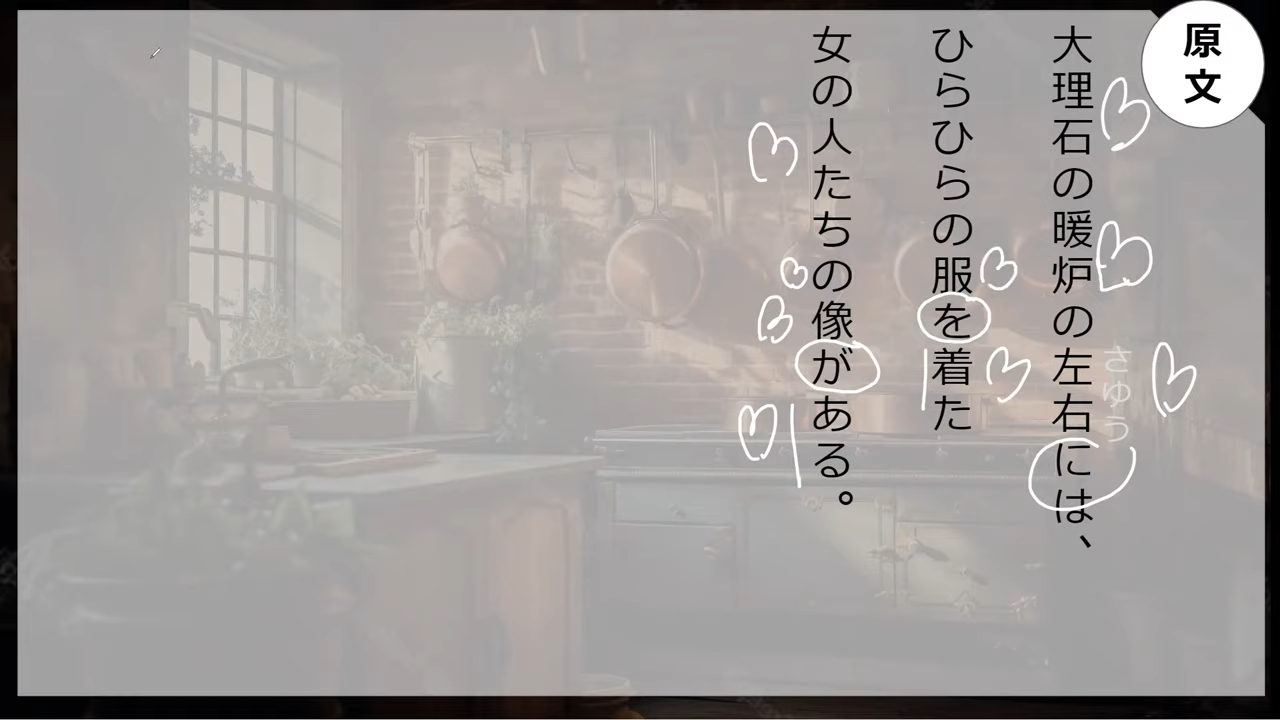 原文
大理石の暖炉の左右には、
さゆう
ひらひらの服を着た
女の人たちの像がある。